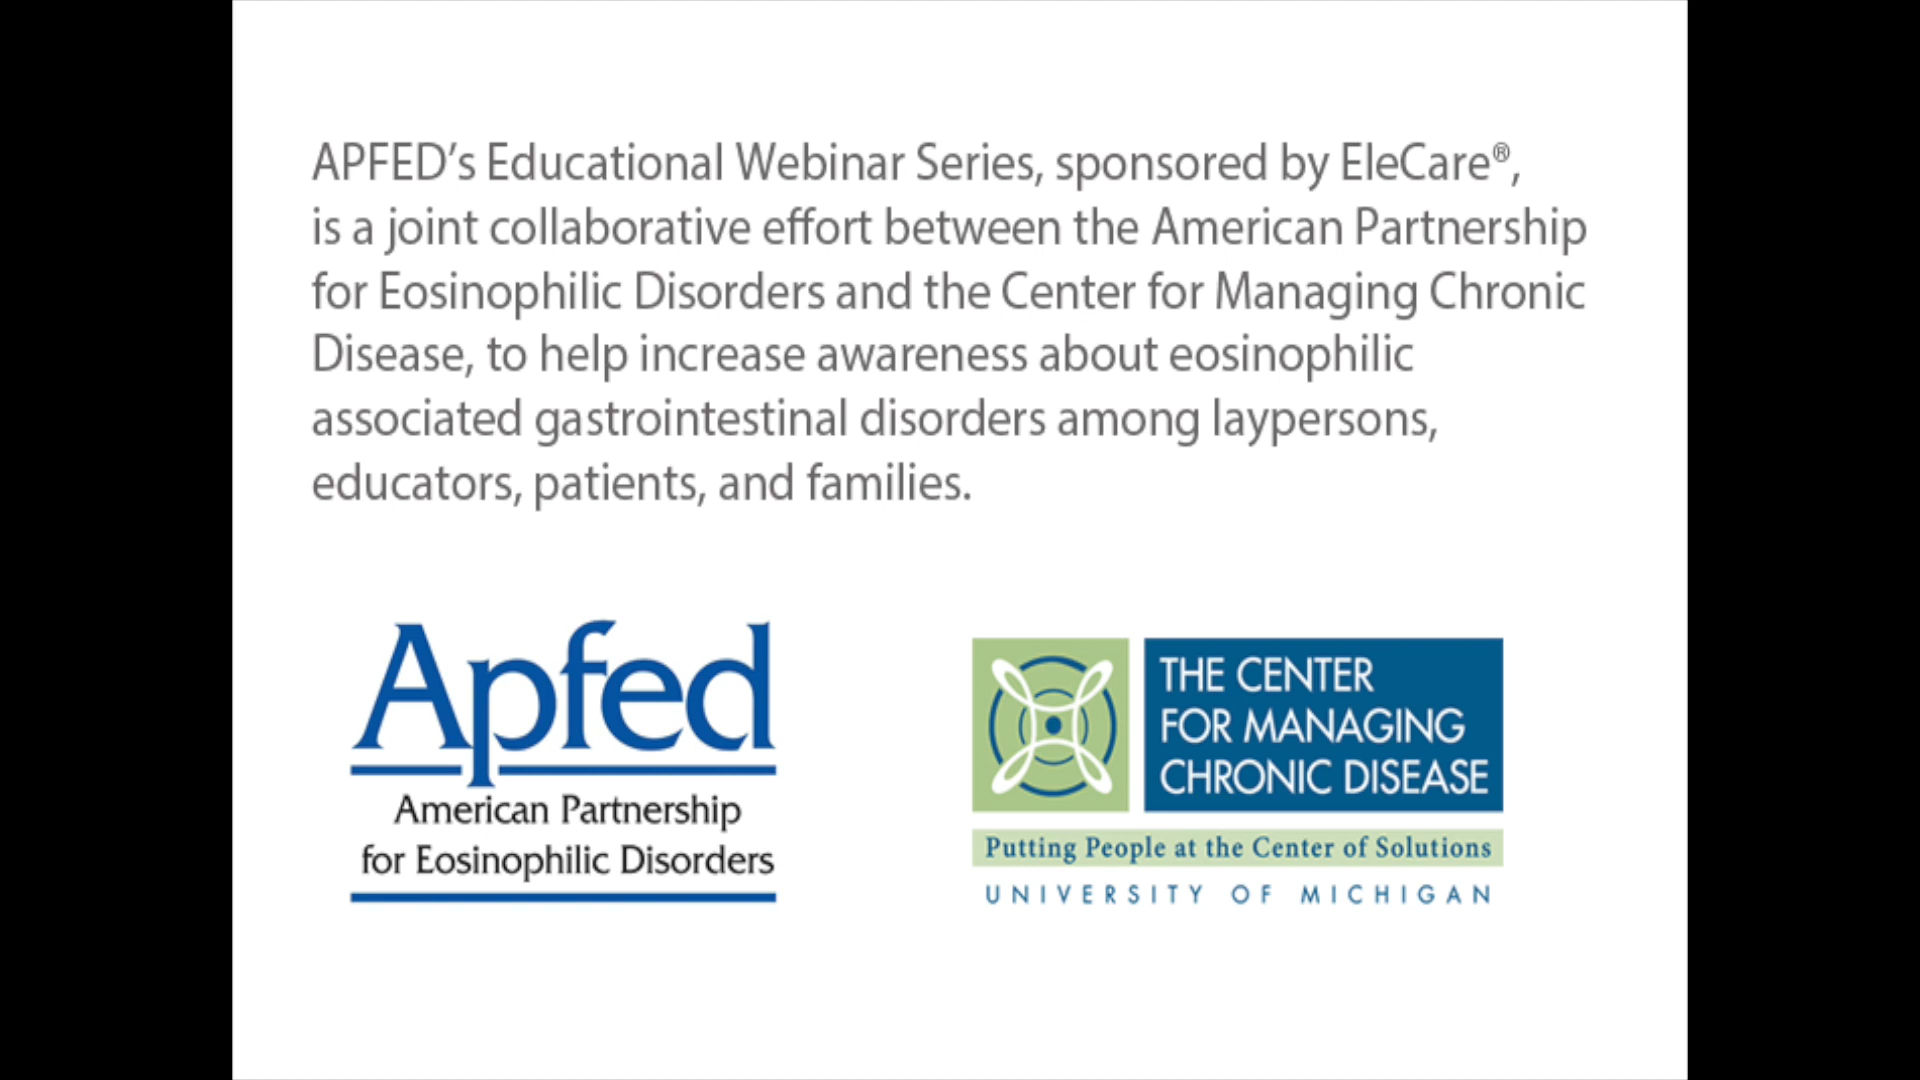 APFED’s Educational Webinar Series, sponsored by EleCare®,
is a joint collaborative effort between the American Partnership
for Eosinophilic Disorders and the Center for Managing Chronic
Disease, to help increase awareness about eosinophilic
associated gastrointestinal disorders among laypersons,
educators, patients, and families.
Apfed
American Partnership
for Eosinophilic Disorders
THE CENTER
FOR MANAGING
CHRONIC DISEASE
Putting People at the Center of Solutions
UNIVERSITY OF MICHIGAN